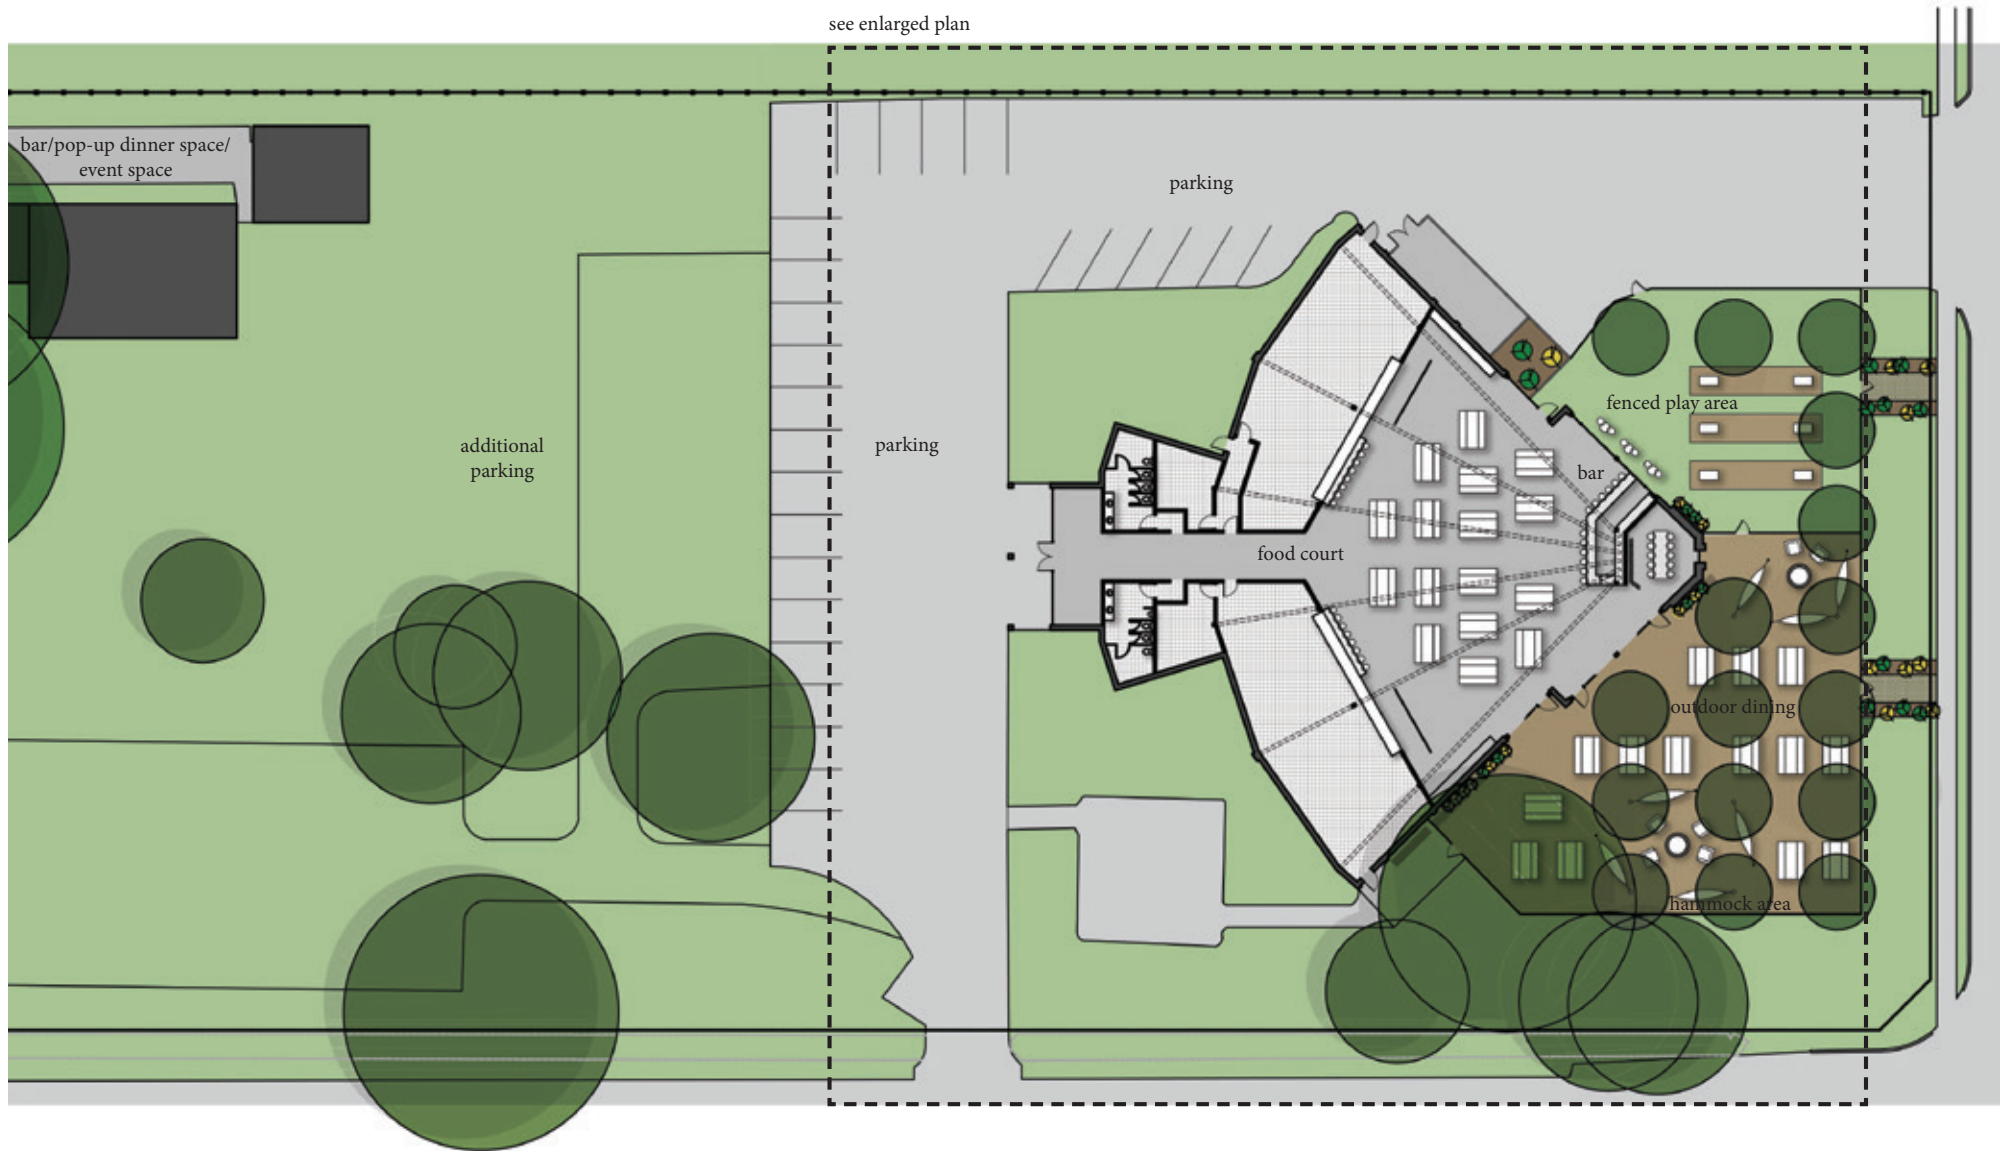 see enlarged plan
bar/pop-up dinner space/
event space
parking
additional
parking
parking
fenced play area
bar
food court
outdoor dining
hammock area